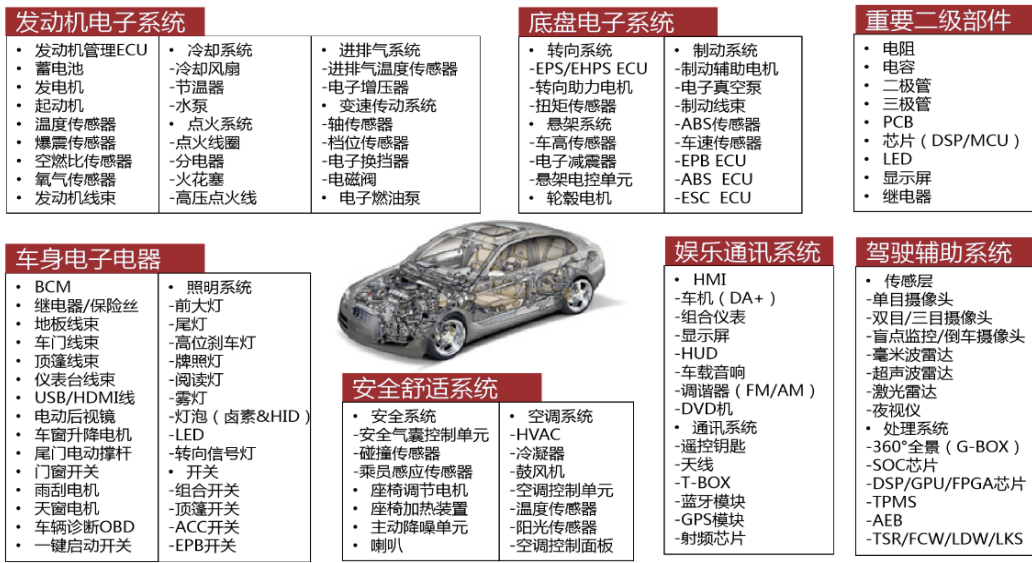 发动机电子系统
• 发动机管理ECU
• 蓄电池
• 发电机
• 起动机
• 温度传感器
• 爆震传感器
• 空燃比传感器
• 氧气传感器
• 发动机线束
• 冷却系统
-冷却风扇
-节温器
-水泵
• 点火系统
-点火线圈
-分电器
-火花塞
-高压点火线
• 进排气系统
-进排气温度传感器
-电子增压器
• 变速传动系统
-轴传感器
-档位传感器
-电子换挡器
-电磁阀
• 电子燃油泵
底盘电子系统
• 转向系统
-EPS/EHPS ECU
-转向助力电机
-扭矩传感器
• 悬架系统
-车高传感器
-电子减震器
-悬架电控单元
• 轮毂电机
• 制动系统
-制动辅助电机
-电子真空泵
-制动线束
-ABS传感器
-车速传感器
-EPB ECU
-ABS ECU
-ESC ECU
重要二级部件
• 电阻
• 电容
• 二极管
• 三极管
• PCB
• 芯片（DSP/MCU）
• LED
• 显示屏
• 继电器
车身电子电器
• BCM
• 继电器/保险丝
• 地板线束
• 车门线束
• 顶篷线束
• 仪表台线束
• USB/HDMI线
• 电动后视镜
• 车窗升降电机
• 尾门电动撑杆
• 门窗开关
• 雨刮电机
• 天窗电机
• 车辆诊断OBD
• 一键启动开关
• 照明系统
-前大灯
-尾灯
-高位刹车灯
-牌照灯
-阅读灯
-雾灯
-灯泡（卤素&HID）
-LED
-转向信号灯
• 开关
-组合开关
-顶篷开关
-ACC开关
-EPB开关
安全舒适系统
• 安全系统
-安全气囊控制单元
-碰撞传感器
-乘员感应传感器
• 座椅调节电机
• 座椅加热装置
• 主动降噪单元
• 喇叭
• 空调系统
-HVAC
-冷凝器
-鼓风机
-空调控制单元
-温度传感器
-阳光传感器
-空调控制面板
娱乐通讯系统
• HMI
-车机（DA+）
-组合仪表
-显示屏
-HUD
-车载音响
-调谐器（FM/AM）
-DVD机
• 通讯系统
-遥控钥匙
-天线
-T-BOX
-蓝牙模块
-GPS模块
-射频芯片
驾驶辅助系统
• 传感层
-单目摄像头
-双目/三目摄像头
-盲点监控/倒车摄像头
-毫米波雷达
-超声波雷达
-激光雷达
-夜视仪
• 处理系统
-360°全景（G-BOX）
-SOC芯片
-DSP/GPU/FPGA芯片
-TPMS
-AEB
-TSR/FCW/LDW/LKS